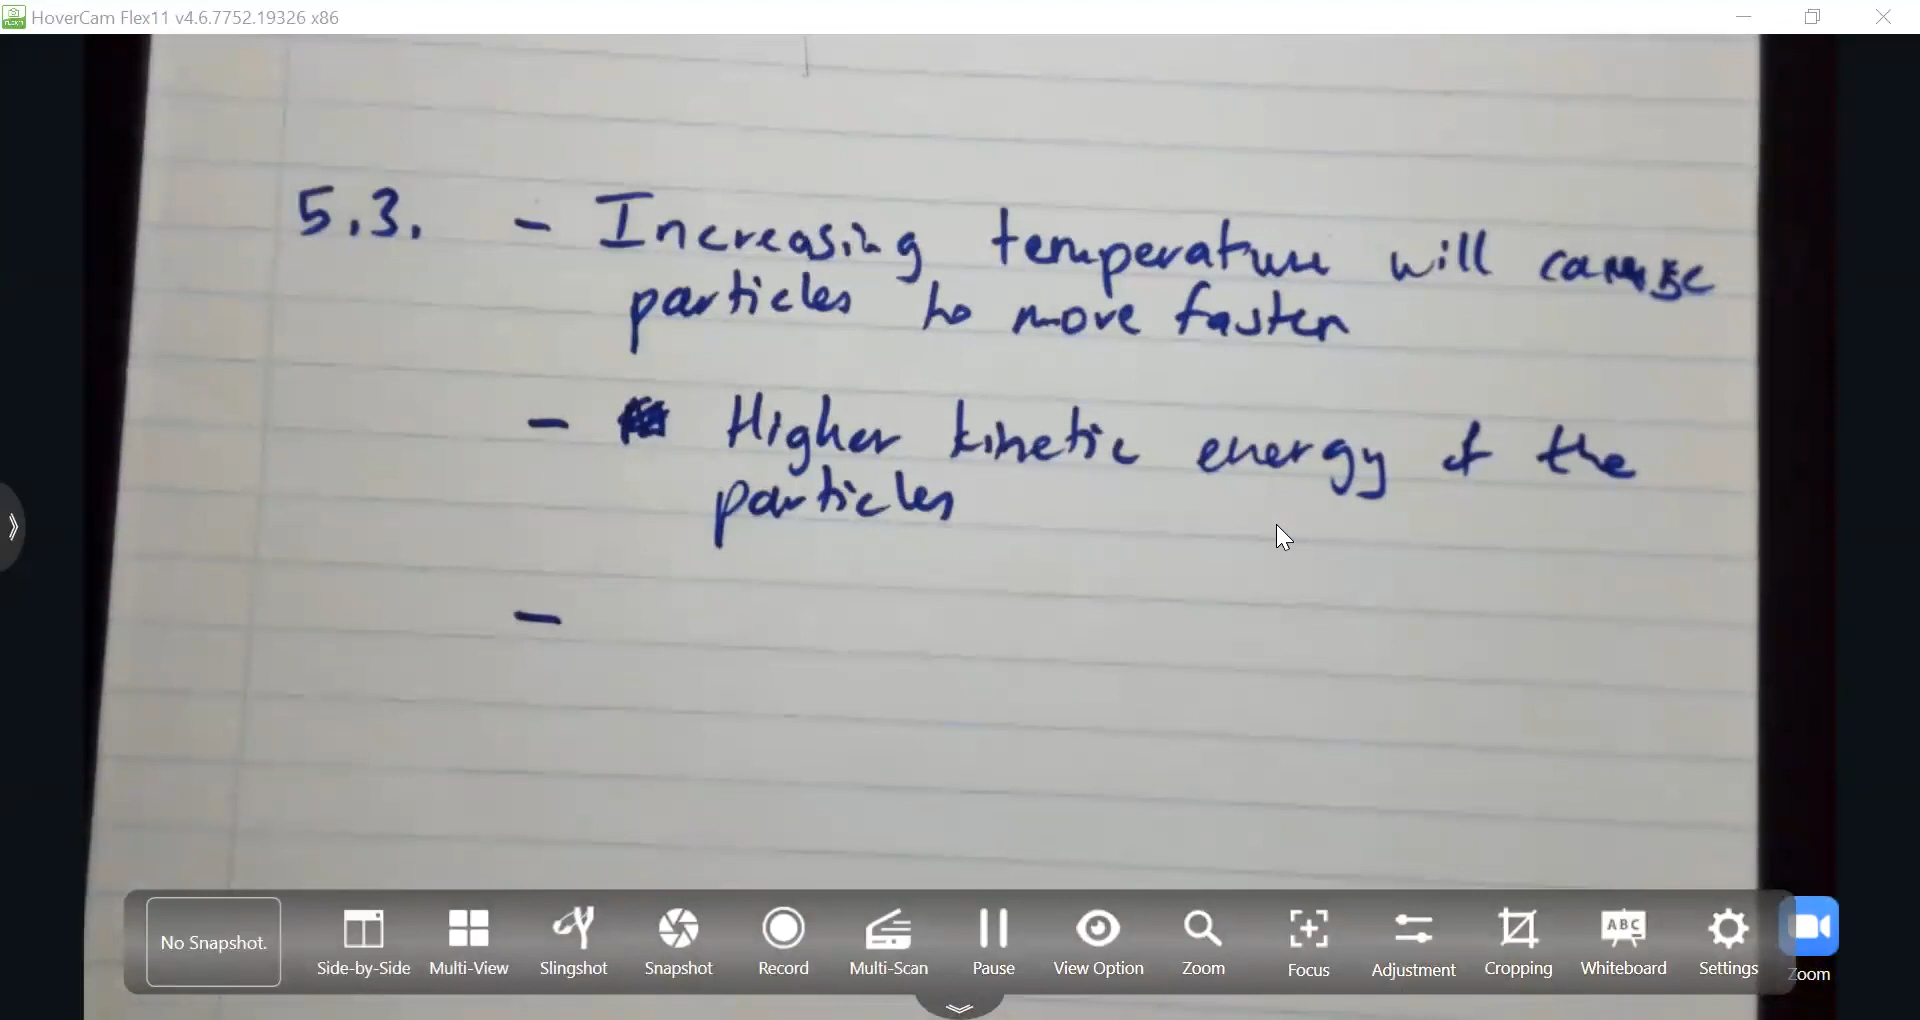 HoverCam Flex11 v4.6.7752.19326 x86
5.3. - Increasing temperature will cause
particles to move faster
- Higher kinetic energy of the
particles
-
No Snapshot.
Side-by-Side Multi-View Slingshot Snapshot Record Multi-Scan Pause View Option Zoom Focus Adjustment Cropping Whiteboard Settings Zoom
ABC